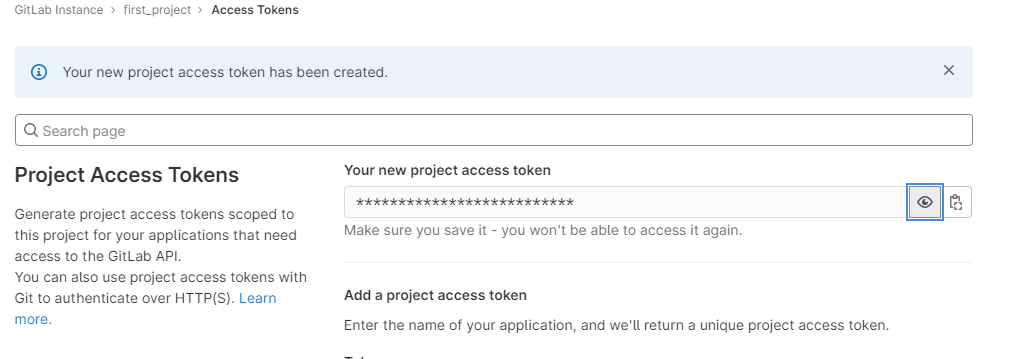 GitLab Instance > first_project > Access Tokens
Your new project access token has been created.
Search page
Project Access Tokens
Generate project access tokens scoped to
this project for your applications that need
access to the GitLab API.
You can also use project access tokens with
Git to authenticate over HTTP(S). Learn
more.
Your new project access token
**************************
Make sure you save it - you won't be able to access it again.
Add a project access token
Enter the name of your application, and we'll return a unique project access token.